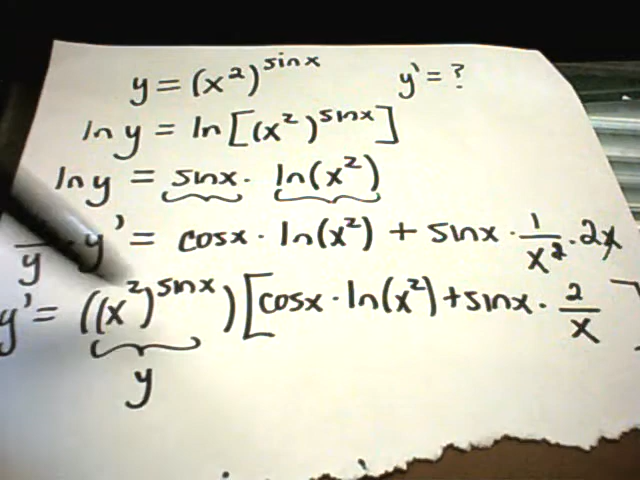 y = (x²)^sinx y' = ?
ln y = ln[(x²)^sinx]
ln y = sinx · ln(x²)
1/y · y' = cosx · ln(x²) + sinx · 1/x² · 2x
y' = ((x²)^sinx)[cosx · ln(x²) + sinx · 2/x]
y